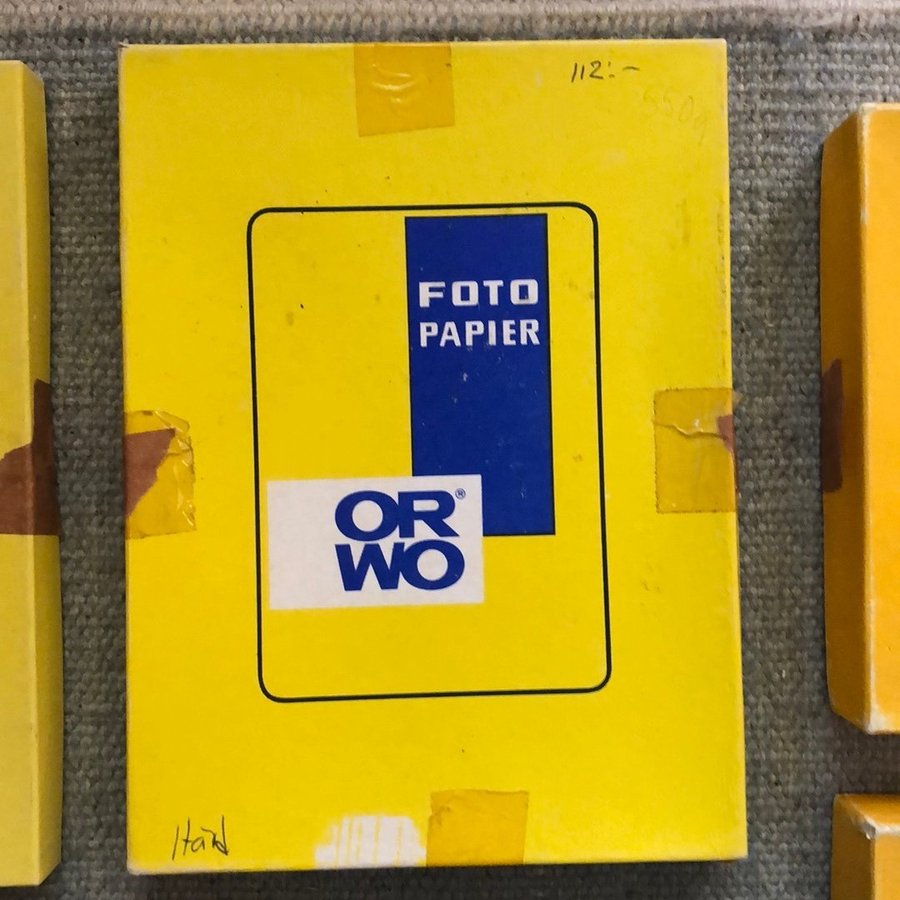 112:-
FOTO
PAPIER
OR®
WO
Hård